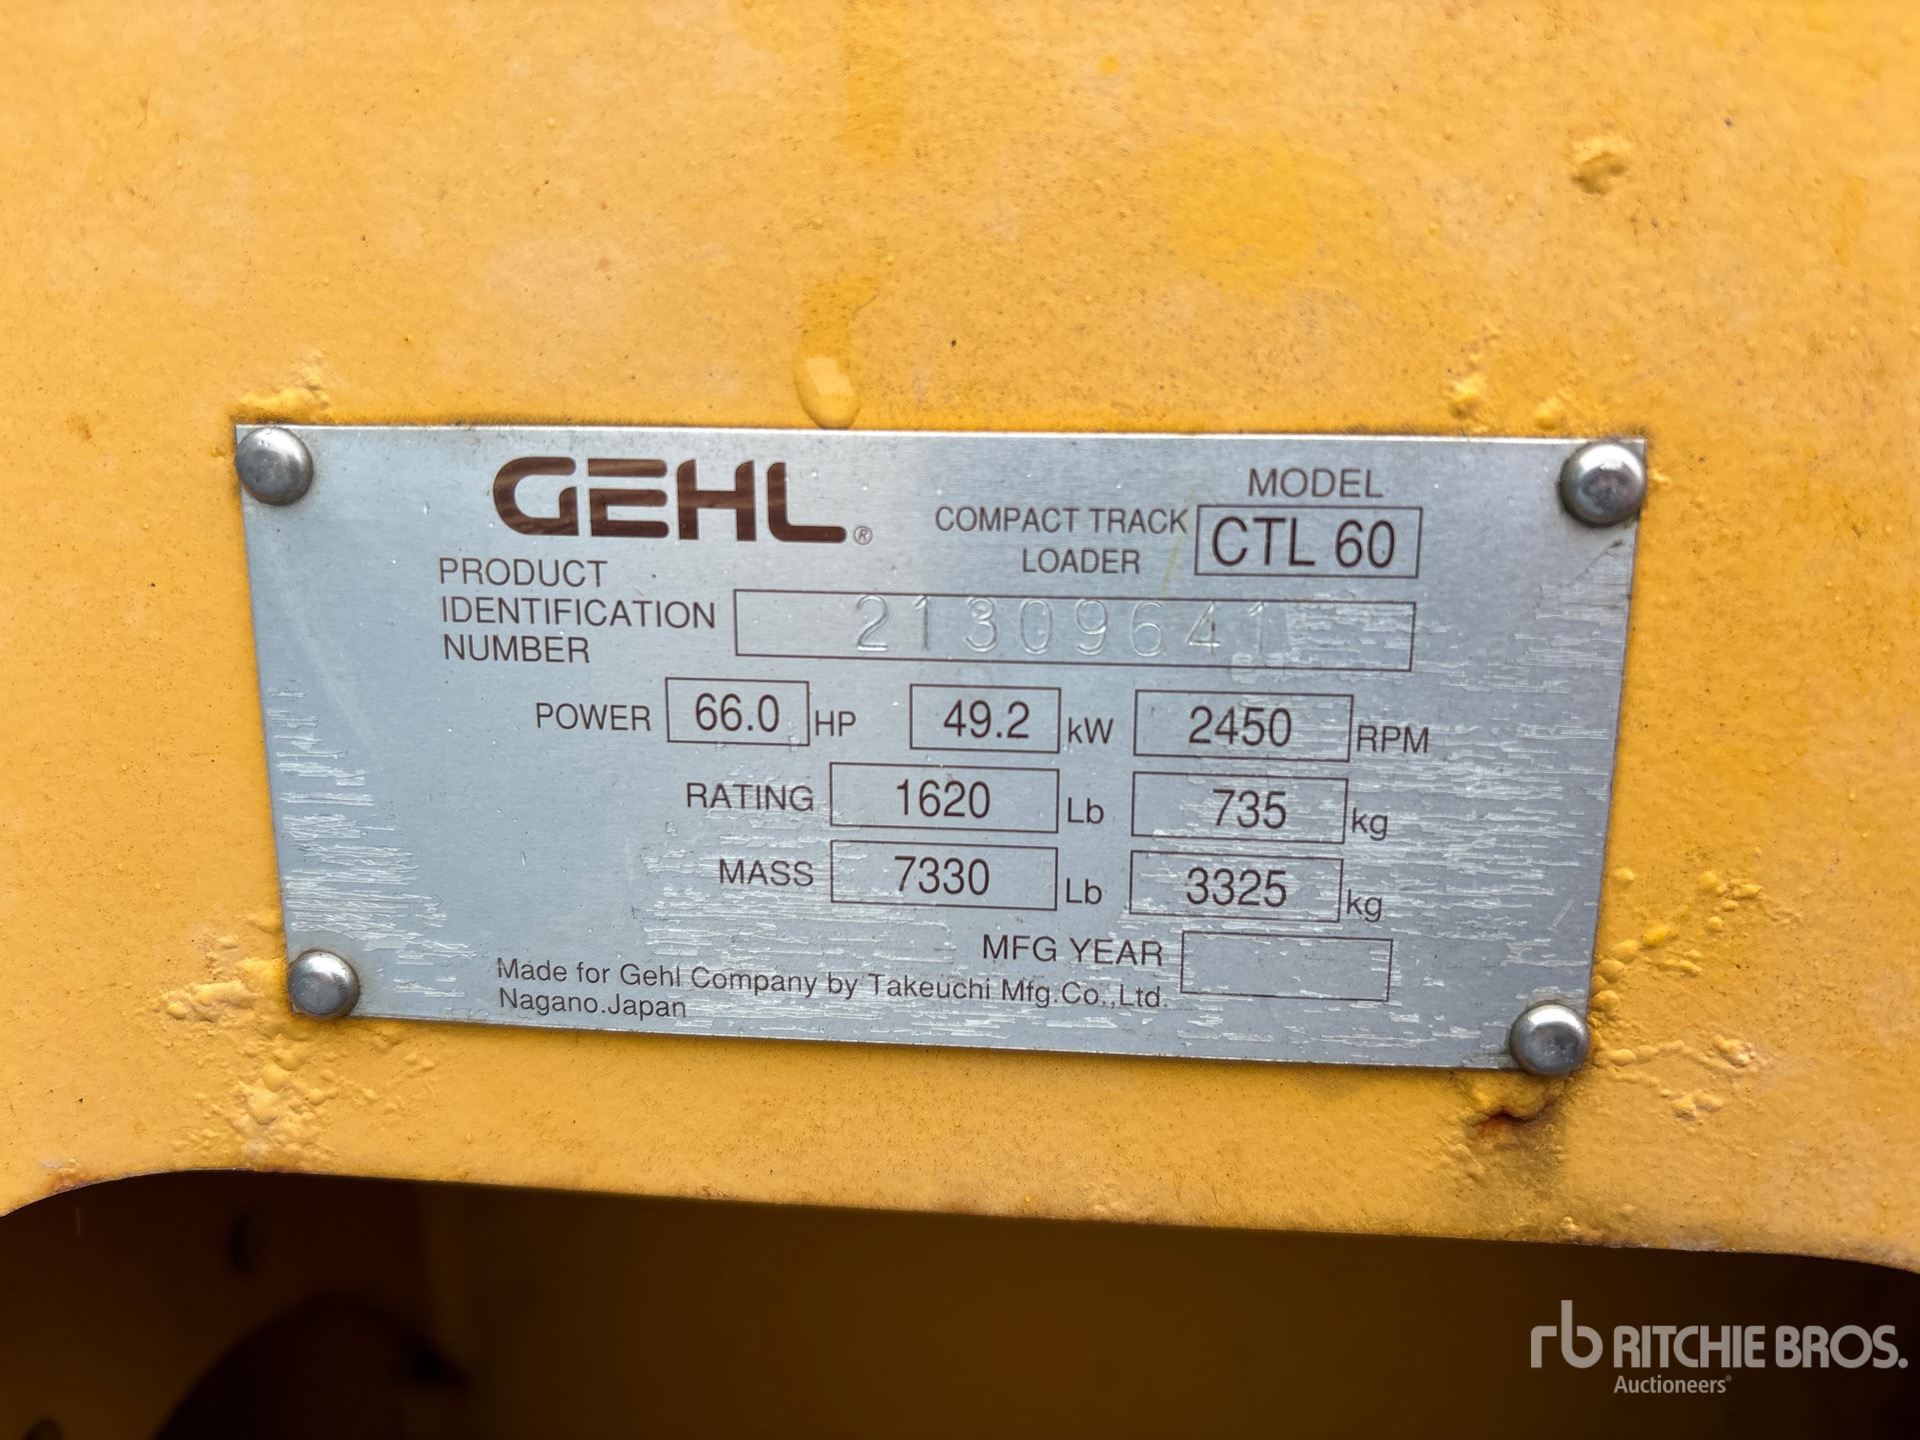 GEHL®
MODEL
COMPACT TRACK LOADER
CTL 60
PRODUCT IDENTIFICATION NUMBER
21309641
POWER 66.0 HP 49.2 kW 2450 RPM
RATING 1620 Lb 735 kg
MASS 7330 Lb 3325 kg
MFG YEAR
Made for Gehl Company by Takeuchi Mfg.Co.,Ltd.
Nagano.Japan
rb RITCHIE BROS.
Auctioneers®